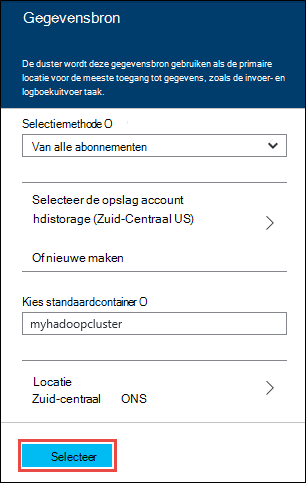 Gegevensbron
De duster wordt deze gegevensbron gebruiken als de primaire
locatie voor de meeste toegang tot gegevens, zoals de invoer- en
logboekuitvoer taak.
Selectiemethode O
Van alle abonnementen
Selecteer de opslag account
hdistorage (Zuid-Centraal US)
Of nieuwe maken
Kies standaardcontainer O
myhadoopcluster
Locatie
Zuid-centraal ONS
Selecteer